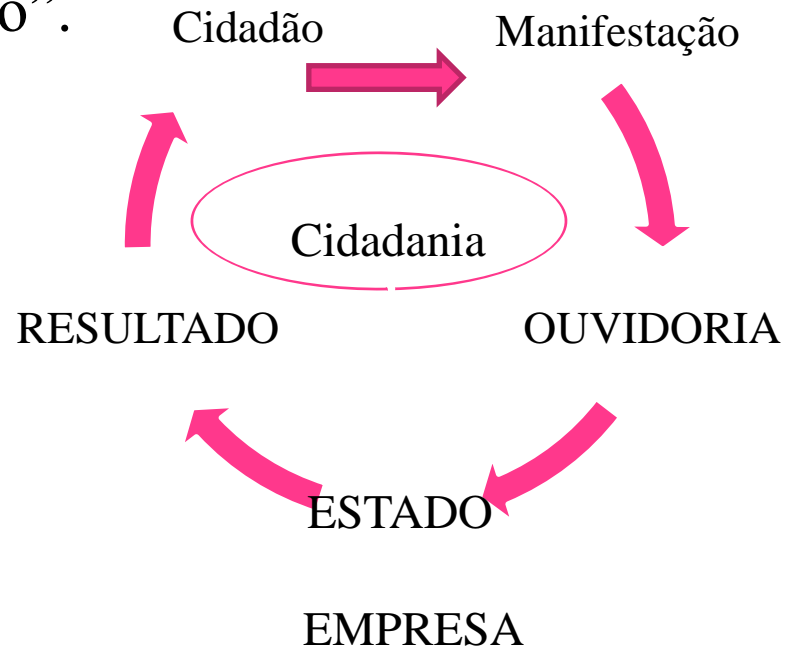 o”.
Cidadão
Manifestação
Cidadania
RESULTADO
OUVIDORIA
ESTADO
EMPRESA